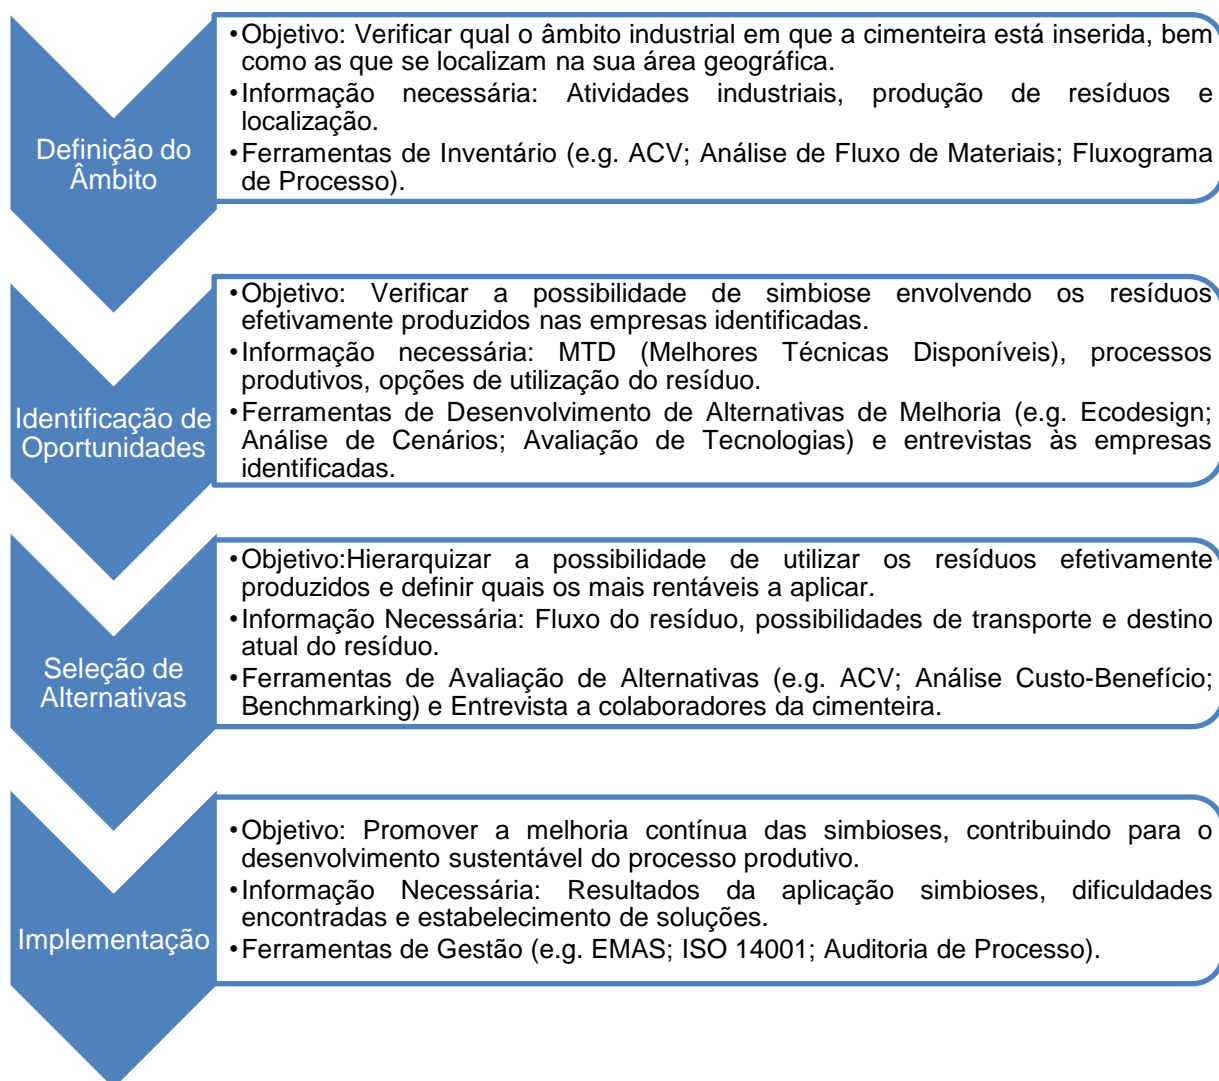 •Objetivo: Verificar qual o âmbito industrial em que a cimenteira está inserida, bem
como as que se localizam na sua área geográfica.
•Informação necessária: Atividades industriais, produção de resíduos e
localização.
•Ferramentas de Inventário (e.g. ACV; Análise de Fluxo de Materiais; Fluxograma
de Processo).
Definição do
Âmbito
•Objetivo: Verificar a possibilidade de simbiose envolvendo os resíduos
efetivamente produzidos nas empresas identificadas.
•Informação necessária: MTD (Melhores Técnicas Disponíveis), processos
produtivos, opções de utilização do resíduo.
•Ferramentas de Desenvolvimento de Alternativas de Melhoria (e.g. Ecodesign;
Análise de Cenários; Avaliação de Tecnologias) e entrevistas às empresas
identificadas.
Identificação de
Oportunidades
•Objetivo:Hierarquizar a possibilidade de utilizar os resíduos efetivamente
produzidos e definir quais os mais rentáveis a aplicar.
•Informação Necessária: Fluxo do resíduo, possibilidades de transporte e destino
atual do resíduo.
•Ferramentas de Avaliação de Alternativas (e.g. ACV; Análise Custo-Benefício;
Benchmarking) e Entrevista a colaboradores da cimenteira.
Seleção de
Alternativas
•Objetivo: Promover a melhoria contínua das simbioses, contribuindo para o
desenvolvimento sustentável do processo produtivo.
•Informação Necessária: Resultados da aplicação simbioses, dificuldades
encontradas e estabelecimento de soluções.
•Ferramentas de Gestão (e.g. EMAS; ISO 14001; Auditoria de Processo).
Implementação